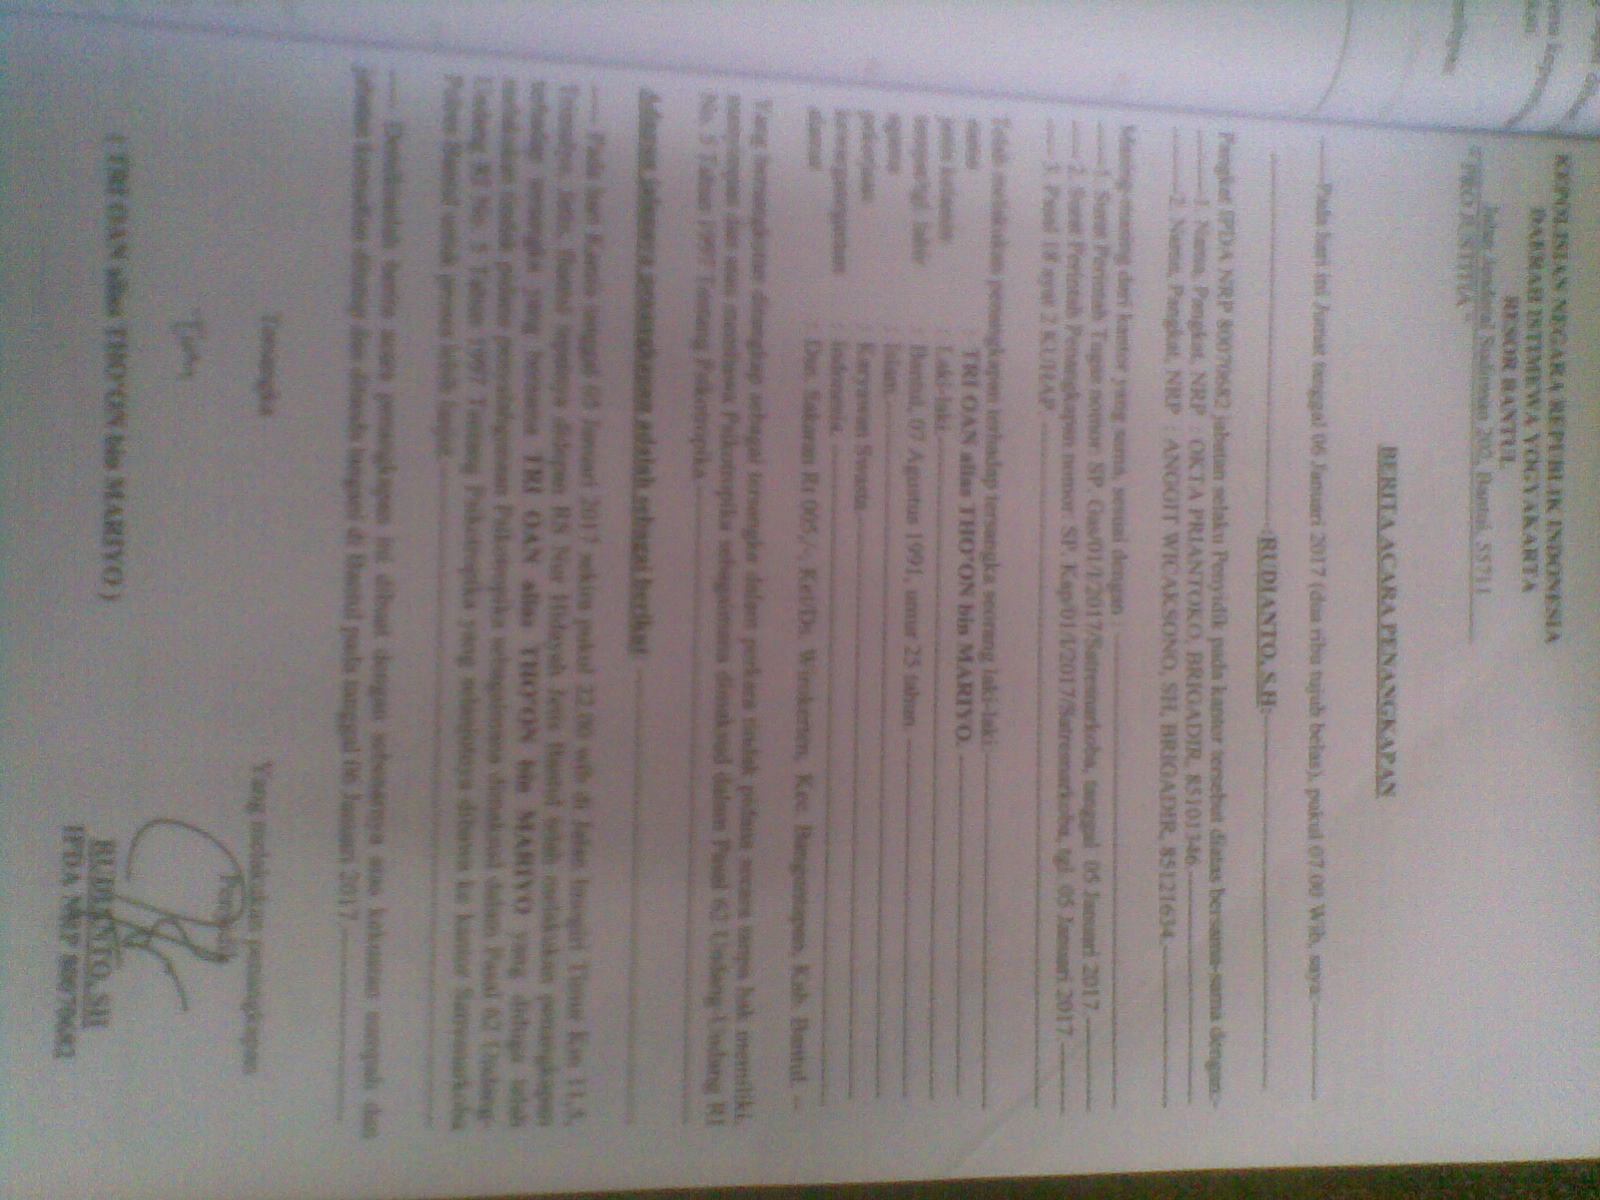 KEPOLISIAN NEGARA REPUBLIK INDONESIA
DAERAH ISTIMEWA YOGYAKARTA
RESOR BANTUL
Jalan Jenderal Sudirman 202, Bantul, 55711
" PRO JUSTITIA "
BERITA ACARA PENANGKAPAN
------Pada hari ini Jumat tanggal 06 Januari 2017 (dua ribu tujuh belas), pukul 07.00 Wib, saya:------
------:RUDIANTO, S.H:------
Pangkat IPDA NRP 80070682 jabatan selaku Penyidik pada kantor tersebut diatas bersama-sama dengan:-
------1. Nama, Pangkat, NRP : OKTA PRIANTOKO, BRIGADIR, 85101346.------
------2. Nama, Pangkat, NRP : ANGGIT WICAKSONO, SH, BRIGADIR, 85121634.------
Masing-masing dari kantor yang sama, sesuai dengan : ------
------1. Surat Perintah Tugas nomor: SP. Gas/01/I/2017/Satresnarkoba, tanggal 05 Januari 2017.------
------2. Surat Perintah Penangkapan nomor: SP. Kap/01/I/2017/Satresnarkoba, tgl. 05 Januari 2017.------
------3. Pasal 18 ayat 2 KUHAP. ------
Telah melakukan penangkapan terhadap tersangka seorang laki-laki:------
nama : TRI OAN alias THO'ON bin MARIYO. ------
jenis kelamin : Laki-laki.------
tempat/tgl. lahir : Bantul, 07 Agustus 1991, umur 25 tahun. ------
agama : Islam.------
pekerjaan : Karyawan Swasta.------
kewarganegaraan : Indonesia. ------
alamat : Dsn. Sakaran Rt 005,/-, Kel/Ds. Wirokerten, Kec. Banguntapan, Kab. Bantul. --
Yang bersangkutan ditangkap sebagai tersangka dalam perkara tindak pidana secara tanpa hak memiliki,
menyimpan dan atau membawa Psikotropika sebagaimana dimaksud dalam Pasal 62 Undang-Undang RI
No. 5 Tahun 1997 Tentang Psikotropika.------
Adapun jalannya penangkapan adalah sebagai berikut ------
----- Pada hari Kamis tanggal 05 Januari 2017 sekira pukul 22.00 wib di Jalan Imogiri Timur Km 11,5,
Trimulyo, Jetis, Bantul tepatnya didepan RS Nur Hidayah Jetis Bantul telah melakukan penangkapan
terhadap tersangka yang bernama TRI OAN alias THO'ON bin MARIYO yang diduga telah
melakukan tindak pidana penyalahgunaan Psikotropika sebagaimana dimaksud dalam Pasal 62 Undang-
Undang RI No. 5 Tahun 1997 Tentang Psikotropika yang selanjutnya dibawa ke kantor Satresnarkoba
Polres Bantul untuk proses lebih lanjut.------
----- Demikianlah berita acara penangkapan ini dibuat dengan sebenarnya atas kekuatan sumpah dan
jabatan kemudian ditutup dan ditanda tangani di Bantul pada tanggal 06 Januari 2017.------
Tersangka
Yang melakukan penangkapan
Penyidik
( TRI OAN alias THO'ON bin MARIYO )
RUDIANTO, SH
IPDA NRP 80070682